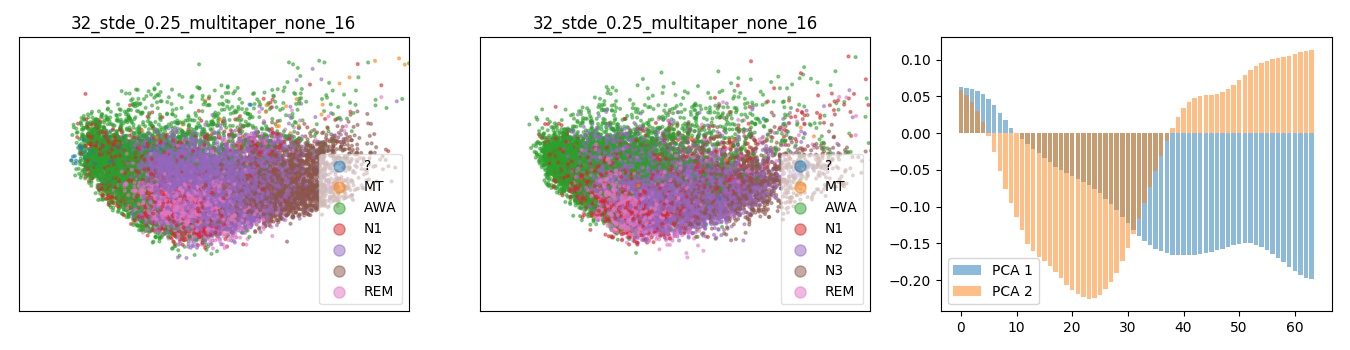 32_stde_0.25_multitaper_none_16
?
MT
AWA
N1
N2
N3
REM
32_stde_0.25_multitaper_none_16
?
MT
AWA
N1
N2
N3
REM
0.10
0.05
0.00
−0.05
−0.10
−0.15
−0.20
PCA 1
PCA 2
0 10 20 30 40 50 60